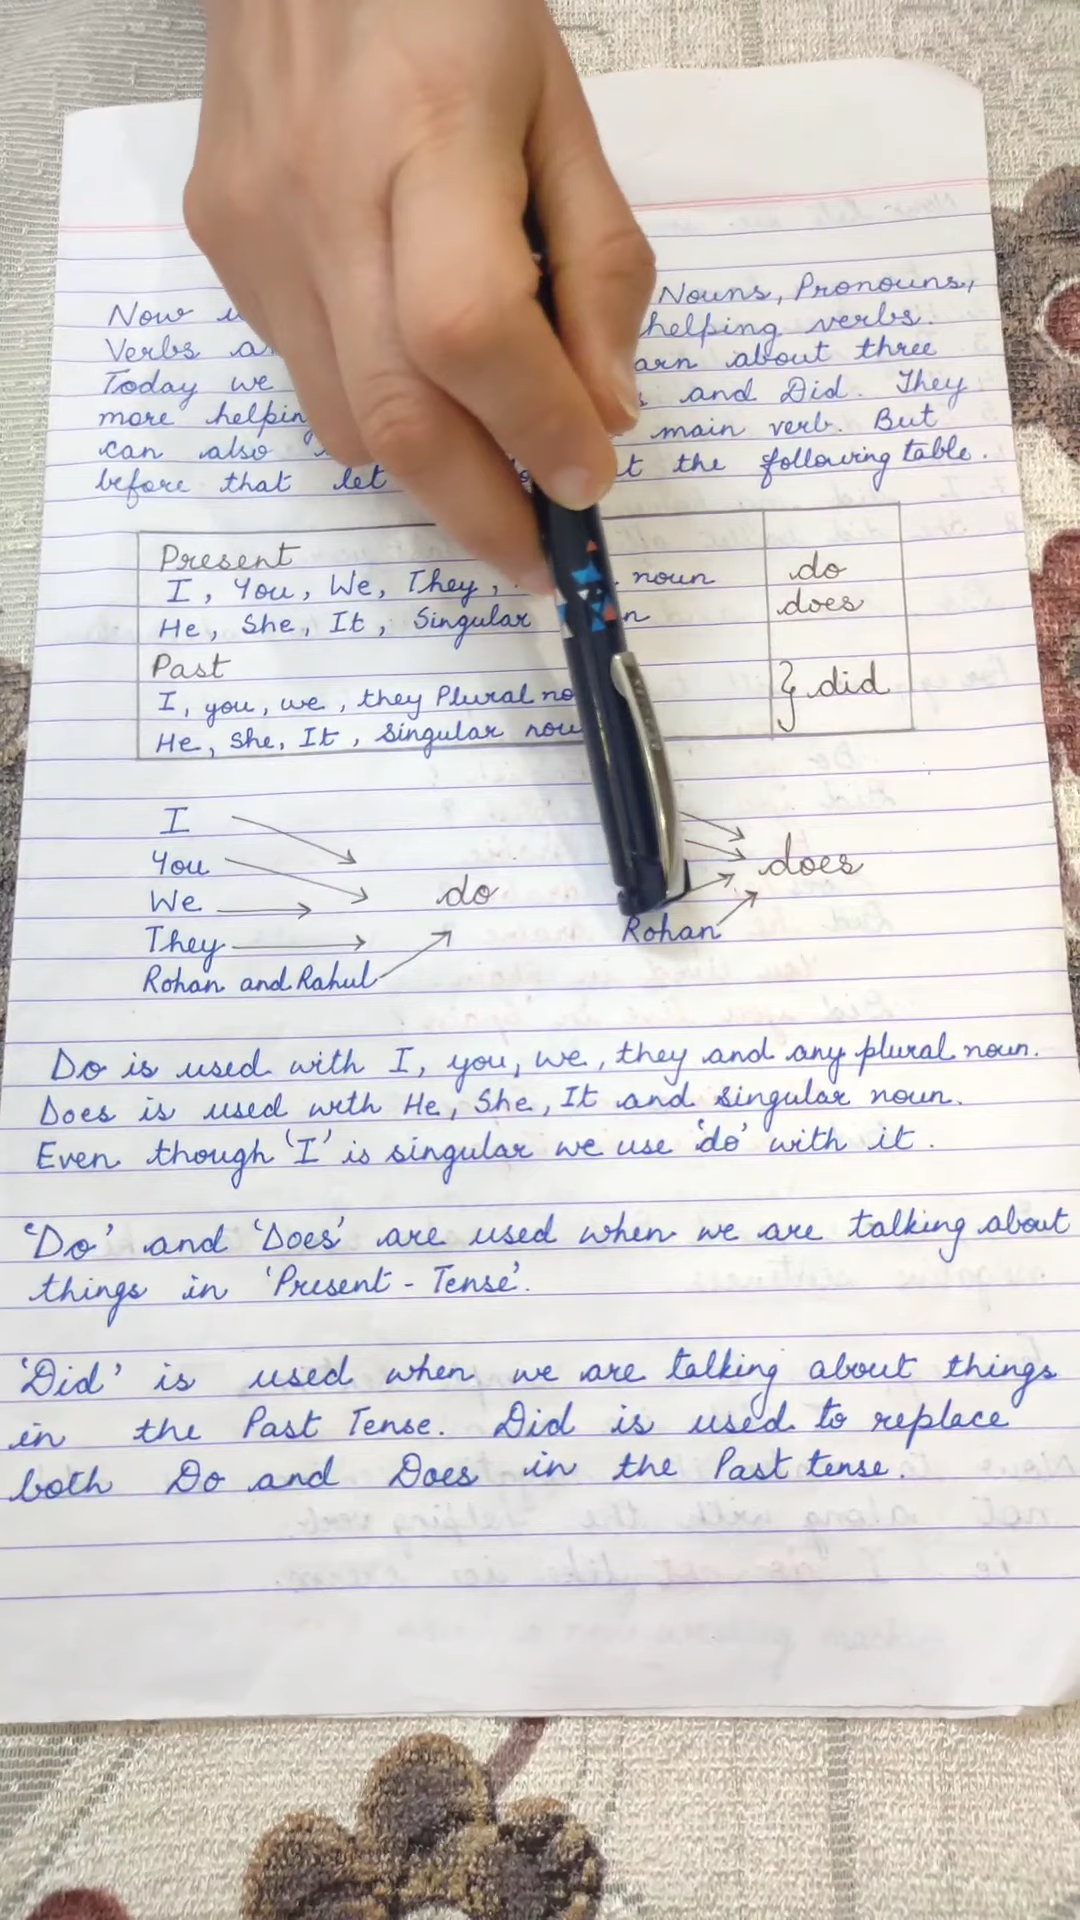 Now Nouns, Pronouns,
Verbs helping verbs.
Today we about three
more and Did. They
can also main verb. But
before that let the following table.
Present
I, You, We, They, noun do
He, She, It, Singular does
Past
I, you, we, they Plural } did
He, She, It, Singular
I
You does
We do
They Rohan
Rohan and Rahul
Do is used with I, you, we, they and any plural noun.
Does is used with He, She, It and singular noun.
Even though 'I' is singular we use 'do' with it.
'Do' and 'Does' are used when we are talking about
things in 'Present - Tense'.
'Did' is used when we are talking about things
in the Past Tense. Did is used to replace
both Do and Does in the Past tense.